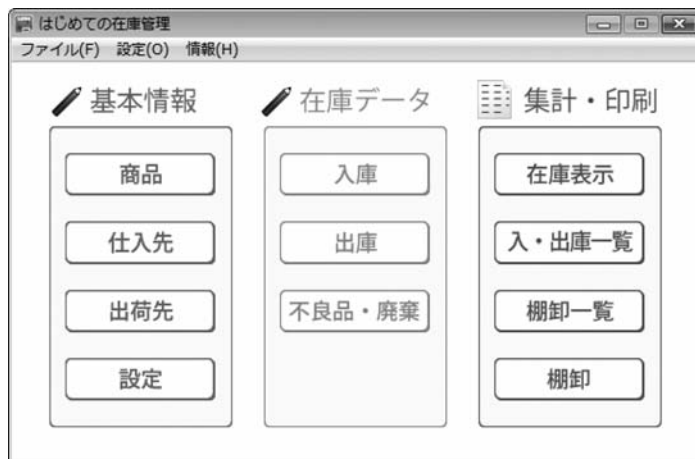 はじめての在庫管理
ファイル(F) 設定(O) 情報(H)
基本情報
商品
仕入先
出荷先
設定
在庫データ
入庫
出庫
不良品・廃棄
集計・印刷
在庫表示
入・出庫一覧
棚卸一覧
棚卸